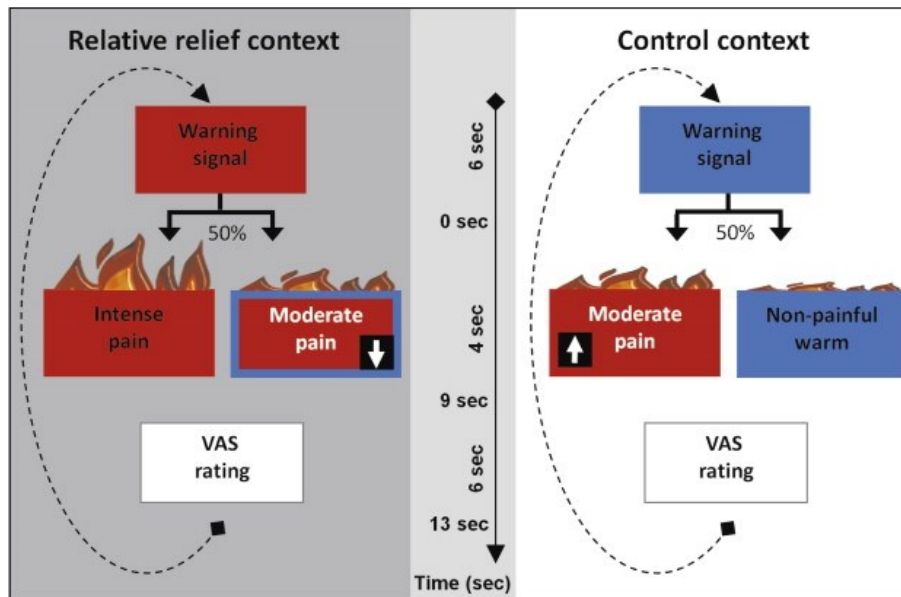 Relative relief context
Warning
signal
50%
Intense
pain
Moderate
pain
VAS
rating
6 sec
0 sec
4 sec
9 sec
6 sec
13 sec
Time (sec)
Control context
Warning
signal
50%
Moderate
pain
Non-painful
warm
VAS
rating